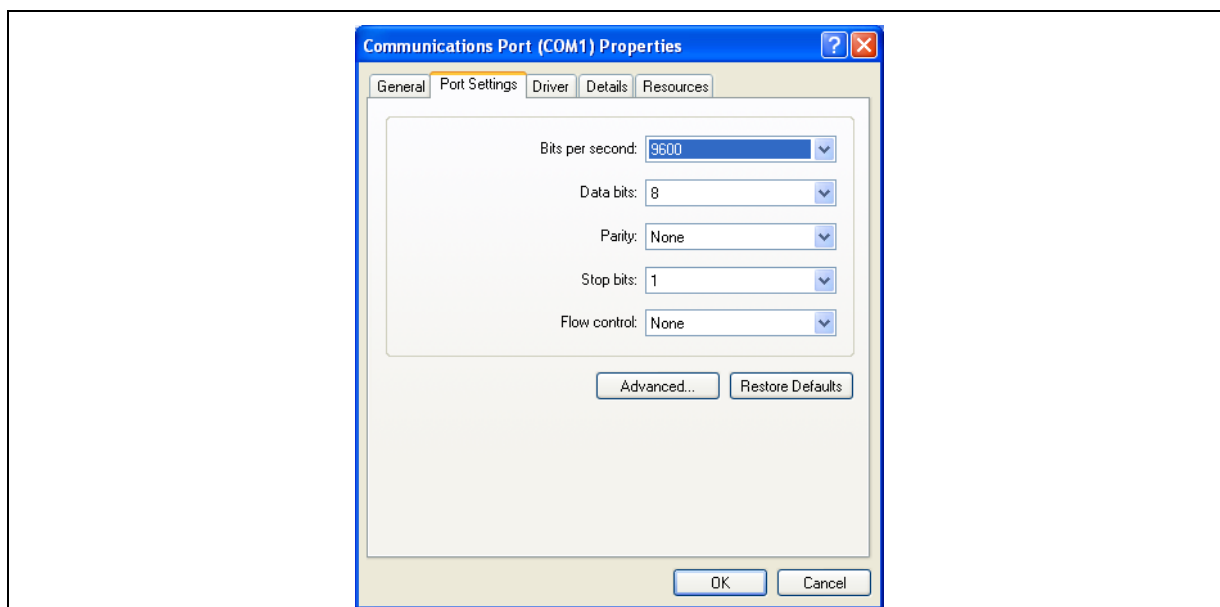 Communications Port (COM1) Properties
General Port Settings Driver Details Resources
Bits per second: 9600
Data bits: 8
Parity: None
Stop bits: 1
Flow control: None
Advanced... Restore Defaults
OK Cancel